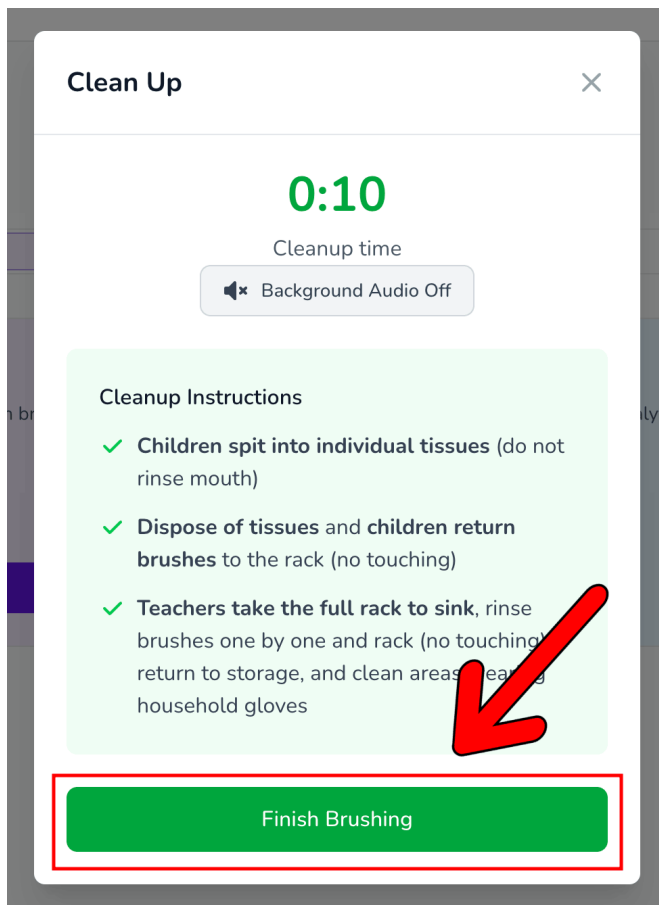 Clean Up
0:10
Cleanup time
Background Audio Off
Cleanup Instructions
Children spit into individual tissues (do not
rinse mouth)
Dispose of tissues and children return
brushes to the rack (no touching)
Teachers take the full rack to sink, rinse
brushes one by one and rack (no touching)
return to storage, and clean areas wearing
household gloves
Finish Brushing